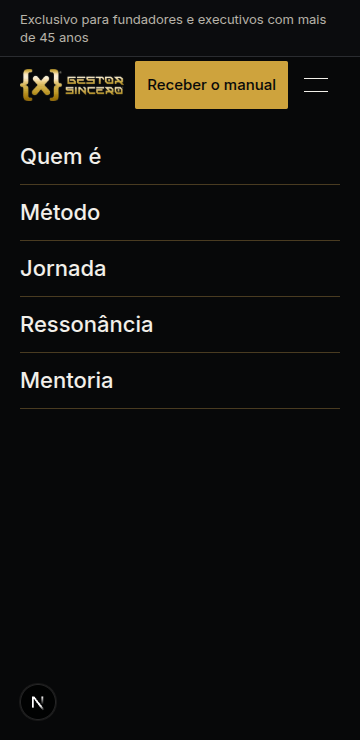 Exclusivo para fundadores e executivos com mais
de 45 anos
{x} GESTOR
SINCERO
Receber o manual
Quem é
Método
Jornada
Ressonância
Mentoria
N